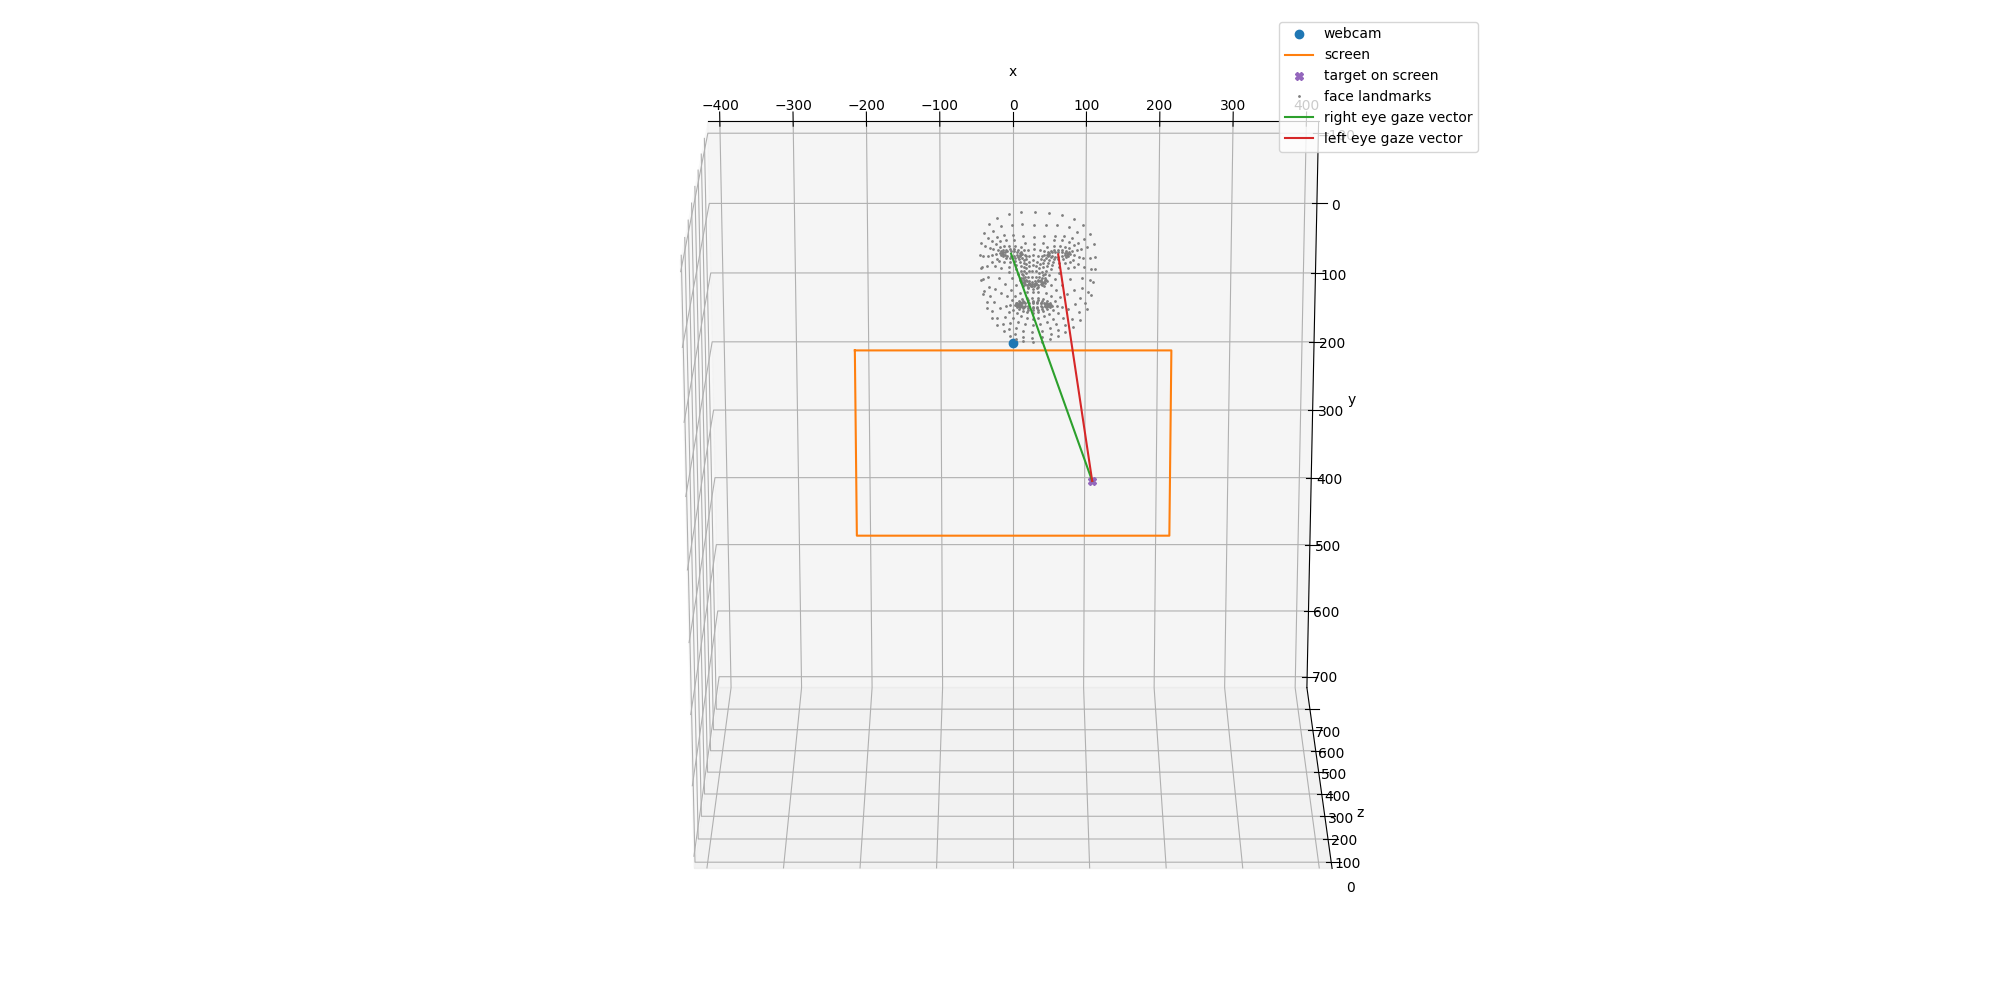 webcam
screen
target on screen
face landmarks
right eye gaze vector
left eye gaze vector
x
−400 −300 −200 −100 0 100 200 300 400
−100
0
100
200
y
300
400
500
600
700
700
600
500
400
z
300
200
100
0